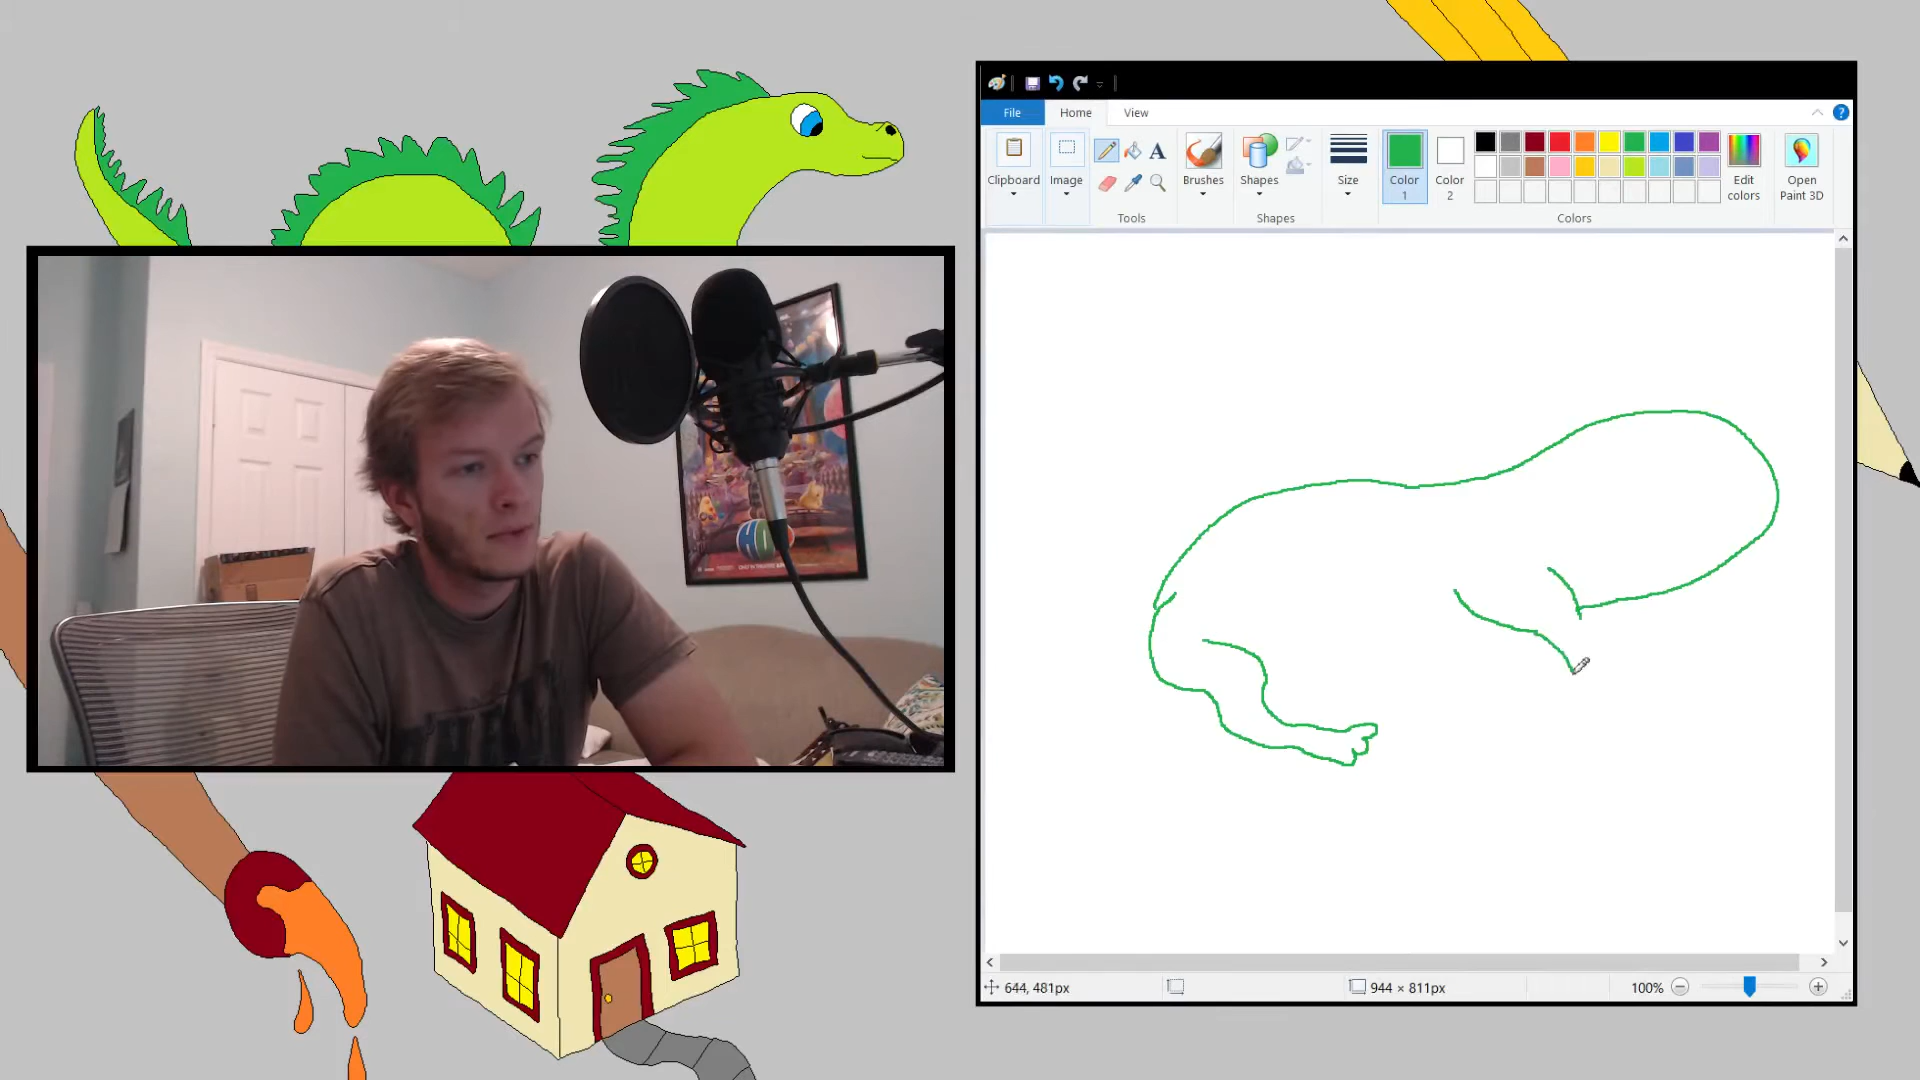 File Home View
Clipboard Image Brushes Shapes Size Color 1 Color 2 Edit colors Open Paint 3D
A
Tools Shapes Colors
644, 481px 944 × 811px 100%